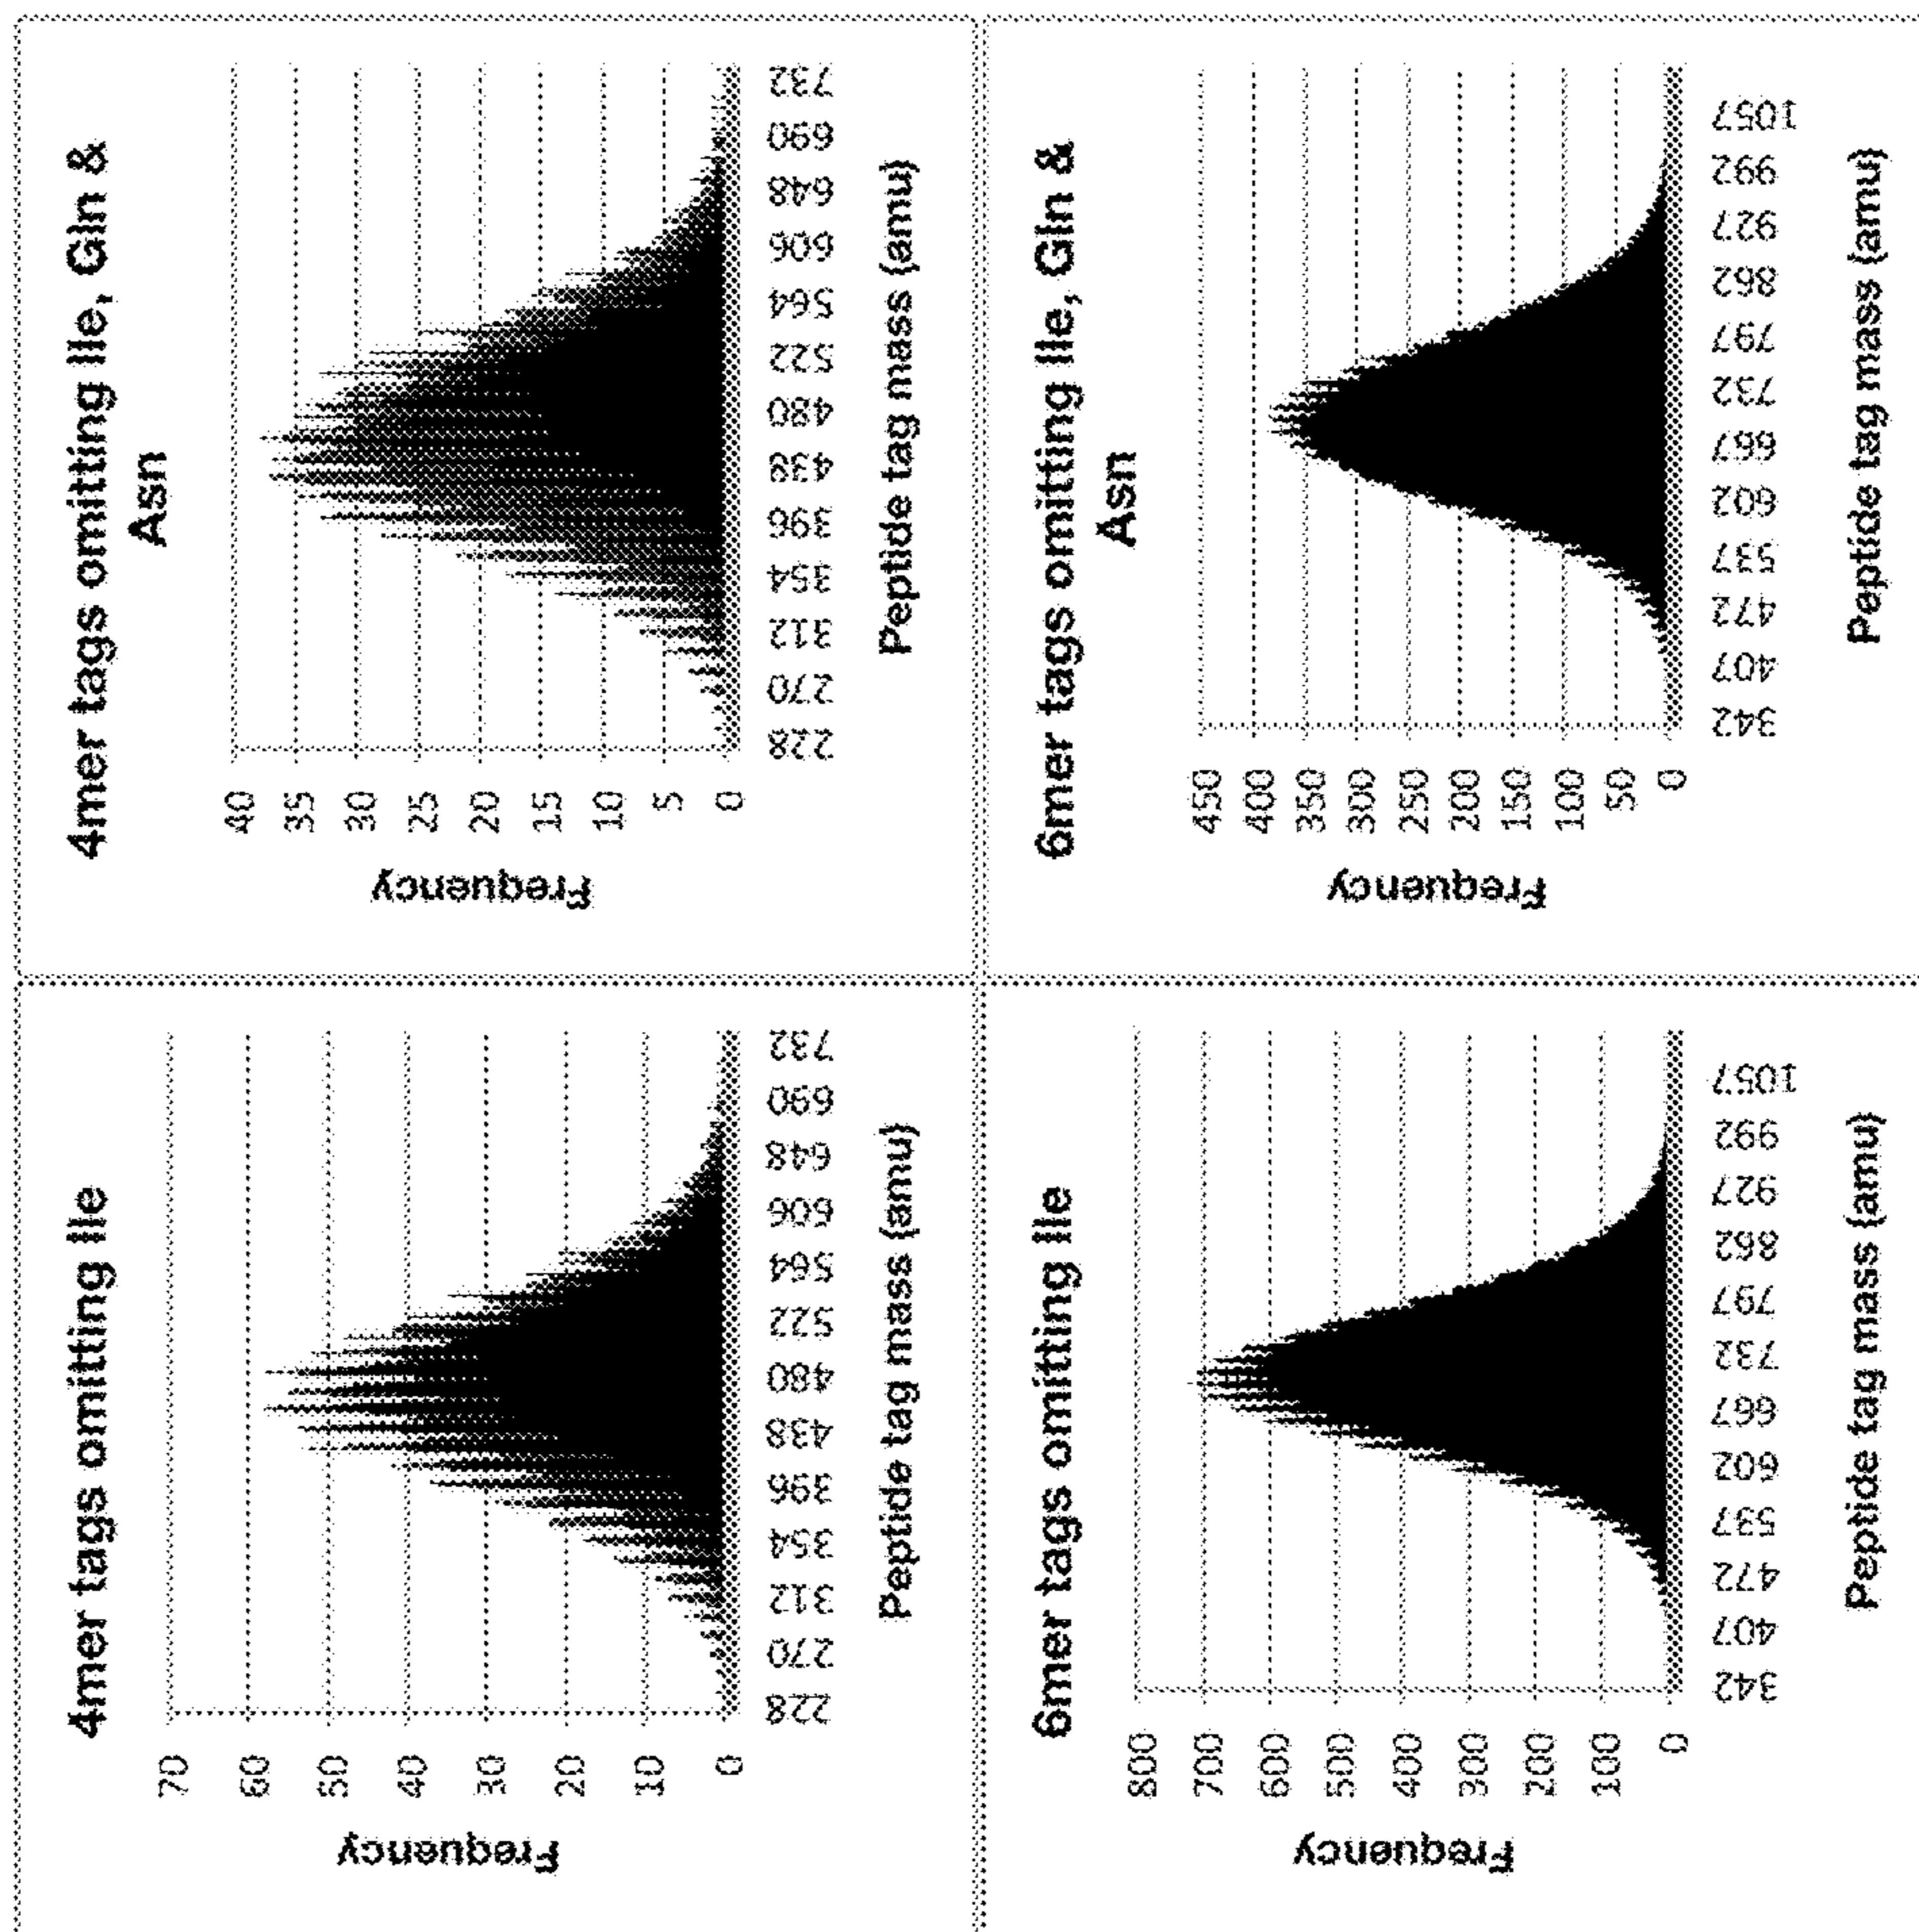 4mer tags omitting Ile
Frequency
70
60
50
40
30
20
10
0
228 270 312 354 396 438 480 522 564 606 648 690 732
Peptide tag mass (amu)
4mer tags omitting Ile, Gln &
Asn
Frequency
40
35
30
25
20
15
10
5
0
228 270 312 354 396 438 480 522 564 606 648 690 732
Peptide tag mass (amu)
6mer tags omitting Ile
Frequency
800
700
600
500
400
300
200
100
0
342 407 472 537 602 667 732 797 862 927 992 1057
Peptide tag mass (amu)
6mer tags omitting Ile, Gln &
Asn
Frequency
450
400
350
300
250
200
150
100
50
0
342 407 472 537 602 667 732 797 862 927 992 1057
Peptide tag mass (amu)